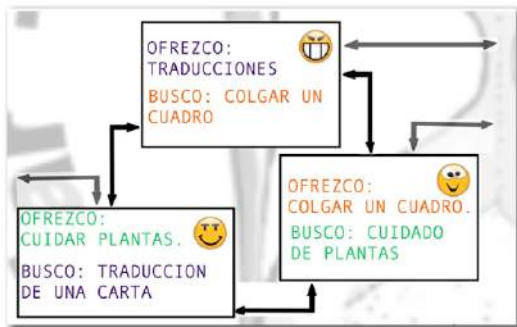 OFREZCO:
TRADUCCIONES
BUSCO: COLGAR UN
CUADRO
OFREZCO:
COLGAR UN CUADRO.
BUSCO: CUIDADO
DE PLANTAS
OFREZCO:
CUIDAR PLANTAS.
BUSCO: TRADUCCION
DE UNA CARTA